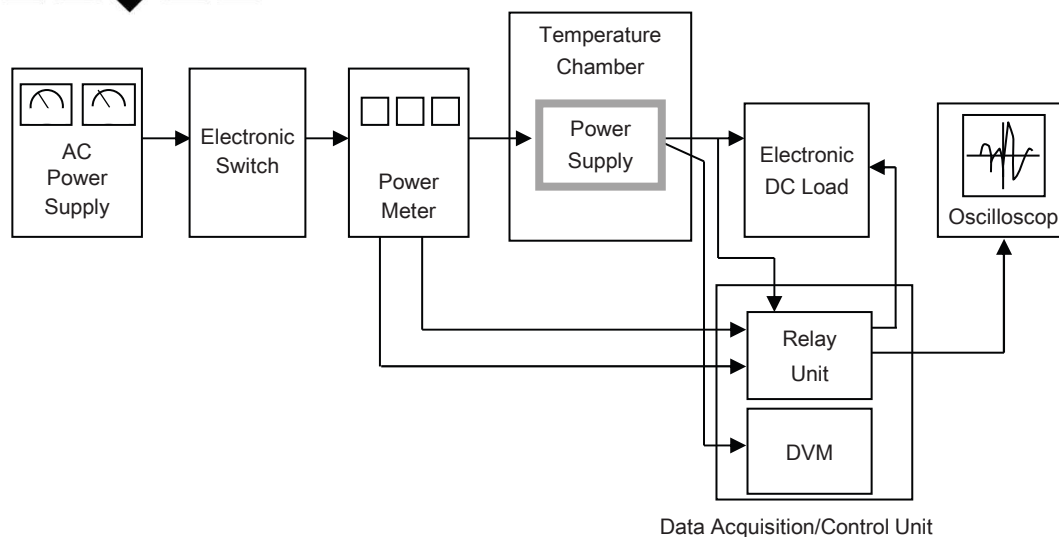 Temperature
Chamber
AC
Power
Supply
Electronic
Switch
Power
Meter
Power
Supply
Electronic
DC Load
Oscilloscop
Relay
Unit
DVM
Data Acquisition/Control Unit